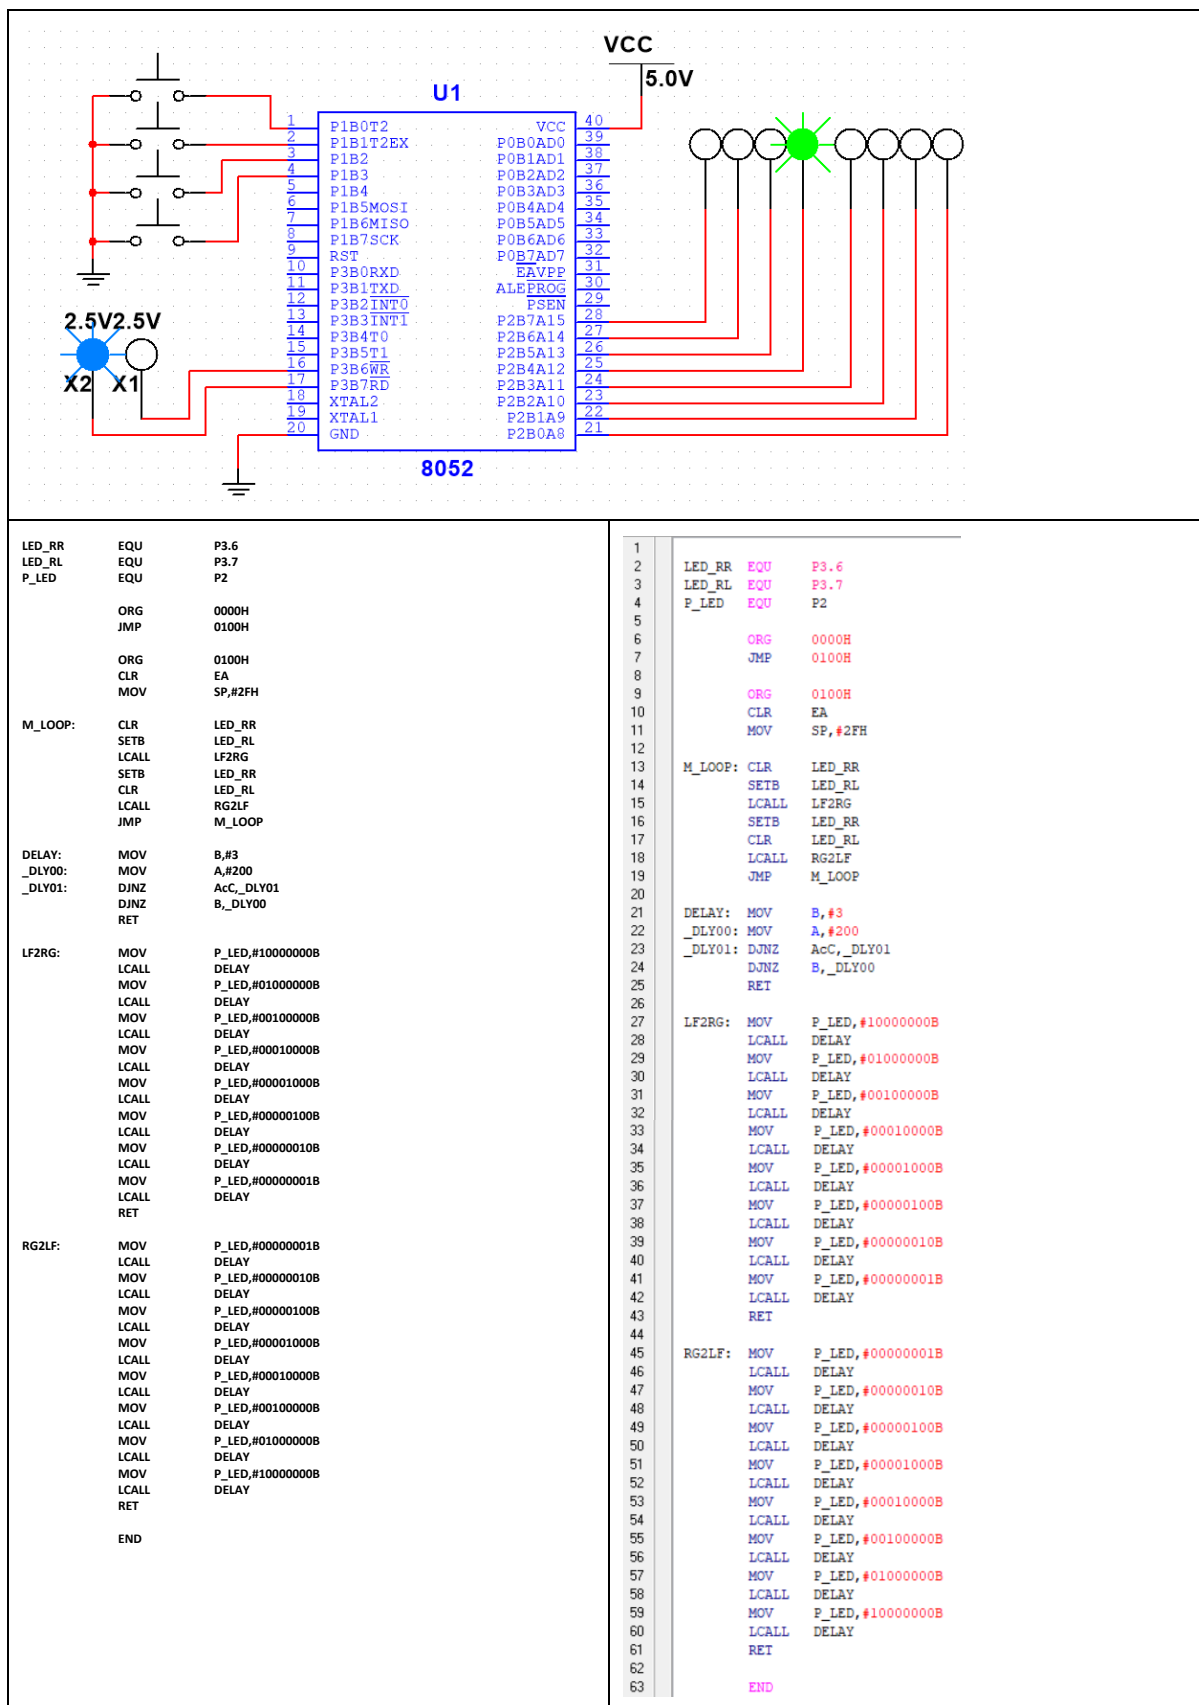 VCC
5.0V
U1
1 P1B0T2 VCC 40
2 P1B1T2EX P0B0AD0 39
3 P1B2 P0B1AD1 38
4 P1B3 P0B2AD2 37
5 P1B4 P0B3AD3 36
6 P1B5MOSI P0B4AD4 35
7 P1B6MISO P0B5AD5 34
8 P1B7SCK P0B6AD6 33
9 RST P0B7AD7 32
10 P3B0RXD EAVPP 31
11 P3B1TXD ALEPROG 30
12 P3B2INT0 PSEN 29
13 P3B3INT1 P2B7A15 28
14 P3B4T0 P2B6A14 27
15 P3B5T1 P2B5A13 26
16 P3B6WR P2B4A12 25
17 P3B7RD P2B3A11 24
18 XTAL2 P2B2A10 23
19 XTAL1 P2B1A9 22
20 GND P2B0A8 21
2.5V 2.5V
X2 X1
8052
LED_RR EQU P3.6
LED_RL EQU P3.7
P_LED EQU P2
ORG 0000H
JMP 0100H
ORG 0100H
CLR EA
MOV SP,#2FH
M_LOOP: CLR LED_RR
SETB LED_RL
LCALL LF2RG
SETB LED_RR
CLR LED_RL
LCALL RG2LF
JMP M_LOOP
DELAY: MOV B,#3
_DLY00: MOV A,#200
_DLY01: DJNZ AcC,_DLY01
DJNZ B,_DLY00
RET
LF2RG: MOV P_LED,#10000000B
LCALL DELAY
MOV P_LED,#01000000B
LCALL DELAY
MOV P_LED,#00100000B
LCALL DELAY
MOV P_LED,#00010000B
LCALL DELAY
MOV P_LED,#00001000B
LCALL DELAY
MOV P_LED,#00000100B
LCALL DELAY
MOV P_LED,#00000010B
LCALL DELAY
MOV P_LED,#00000001B
LCALL DELAY
RET
RG2LF: MOV P_LED,#00000001B
LCALL DELAY
MOV P_LED,#00000010B
LCALL DELAY
MOV P_LED,#00000100B
LCALL DELAY
MOV P_LED,#00001000B
LCALL DELAY
MOV P_LED,#00010000B
LCALL DELAY
MOV P_LED,#00100000B
LCALL DELAY
MOV P_LED,#01000000B
LCALL DELAY
MOV P_LED,#10000000B
LCALL DELAY
RET
END
1
2 LED_RR EQU P3.6
3 LED_RL EQU P3.7
4 P_LED EQU P2
5
6 ORG 0000H
7 JMP 0100H
8
9 ORG 0100H
10 CLR EA
11 MOV SP,#2FH
12
13 M_LOOP: CLR LED_RR
14 SETB LED_RL
15 LCALL LF2RG
16 SETB LED_RR
17 CLR LED_RL
18 LCALL RG2LF
19 JMP M_LOOP
20
21 DELAY: MOV B,#3
22 _DLY00: MOV A,#200
23 _DLY01: DJNZ AcC,_DLY01
24 DJNZ B,_DLY00
25 RET
26
27 LF2RG: MOV P_LED,#10000000B
28 LCALL DELAY
29 MOV P_LED,#01000000B
30 LCALL DELAY
31 MOV P_LED,#00100000B
32 LCALL DELAY
33 MOV P_LED,#00010000B
34 LCALL DELAY
35 MOV P_LED,#00001000B
36 LCALL DELAY
37 MOV P_LED,#00000100B
38 LCALL DELAY
39 MOV P_LED,#00000010B
40 LCALL DELAY
41 MOV P_LED,#00000001B
42 LCALL DELAY
43 RET
44
45 RG2LF: MOV P_LED,#00000001B
46 LCALL DELAY
47 MOV P_LED,#00000010B
48 LCALL DELAY
49 MOV P_LED,#00000100B
50 LCALL DELAY
51 MOV P_LED,#00001000B
52 LCALL DELAY
53 MOV P_LED,#00010000B
54 LCALL DELAY
55 MOV P_LED,#00100000B
56 LCALL DELAY
57 MOV P_LED,#01000000B
58 LCALL DELAY
59 MOV P_LED,#10000000B
60 LCALL DELAY
61 RET
62
63 END